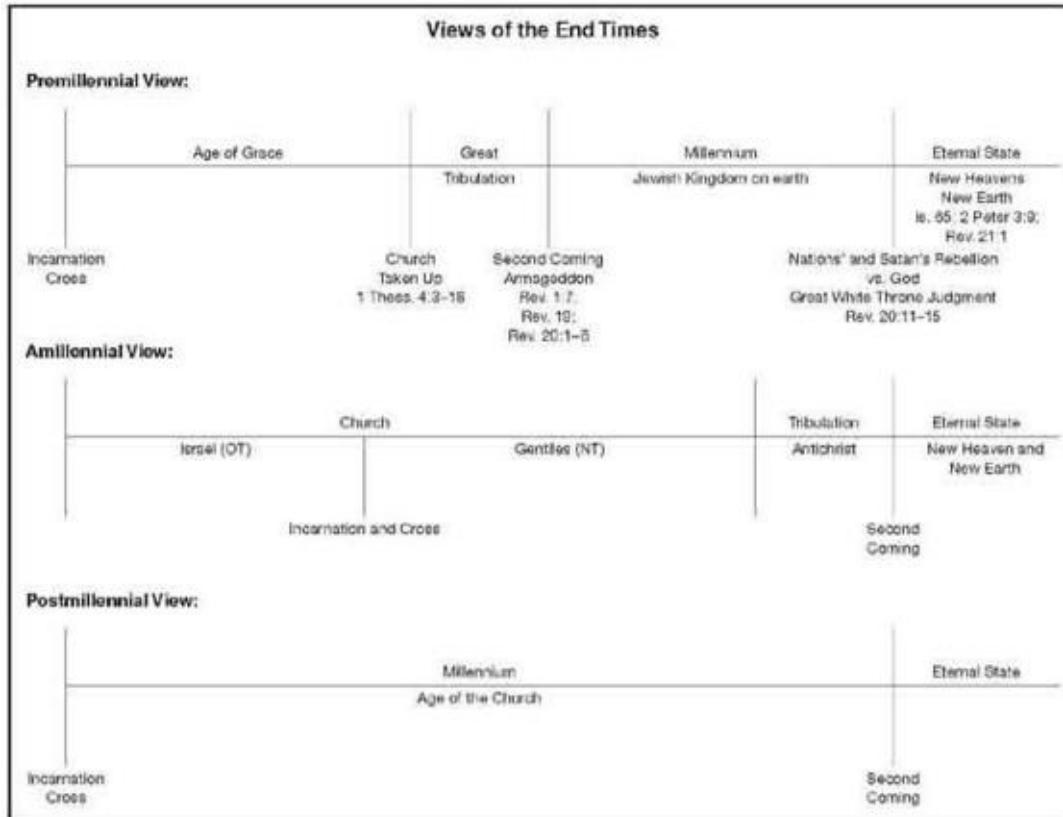 Views of the End Times
Premillennial View:
Age of Grace
Great
Millennium
Eternal State
Tribulation
Jewish Kingdom on earth
New Heavens
New Earth
Is. 65; 2 Peter 3:9;
Rev. 21:1
Incarnation
Cross
Church
Taken Up
1 Thess. 4:3–18
Second Coming
Armageddon
Rev. 1:7;
Rev. 19;
Rev. 20:1–6
Nations' and Satan's Rebellion
vs. God
Great White Throne Judgment
Rev. 20:11–15
Amillennial View:
Church
Tribulation
Eternal State
Israel (OT)
Gentiles (NT)
Antichrist
New Heaven and
New Earth
Incarnation and Cross
Second
Coming
Postmillennial View:
Millennium
Eternal State
Age of the Church
Incarnation
Cross
Second
Coming